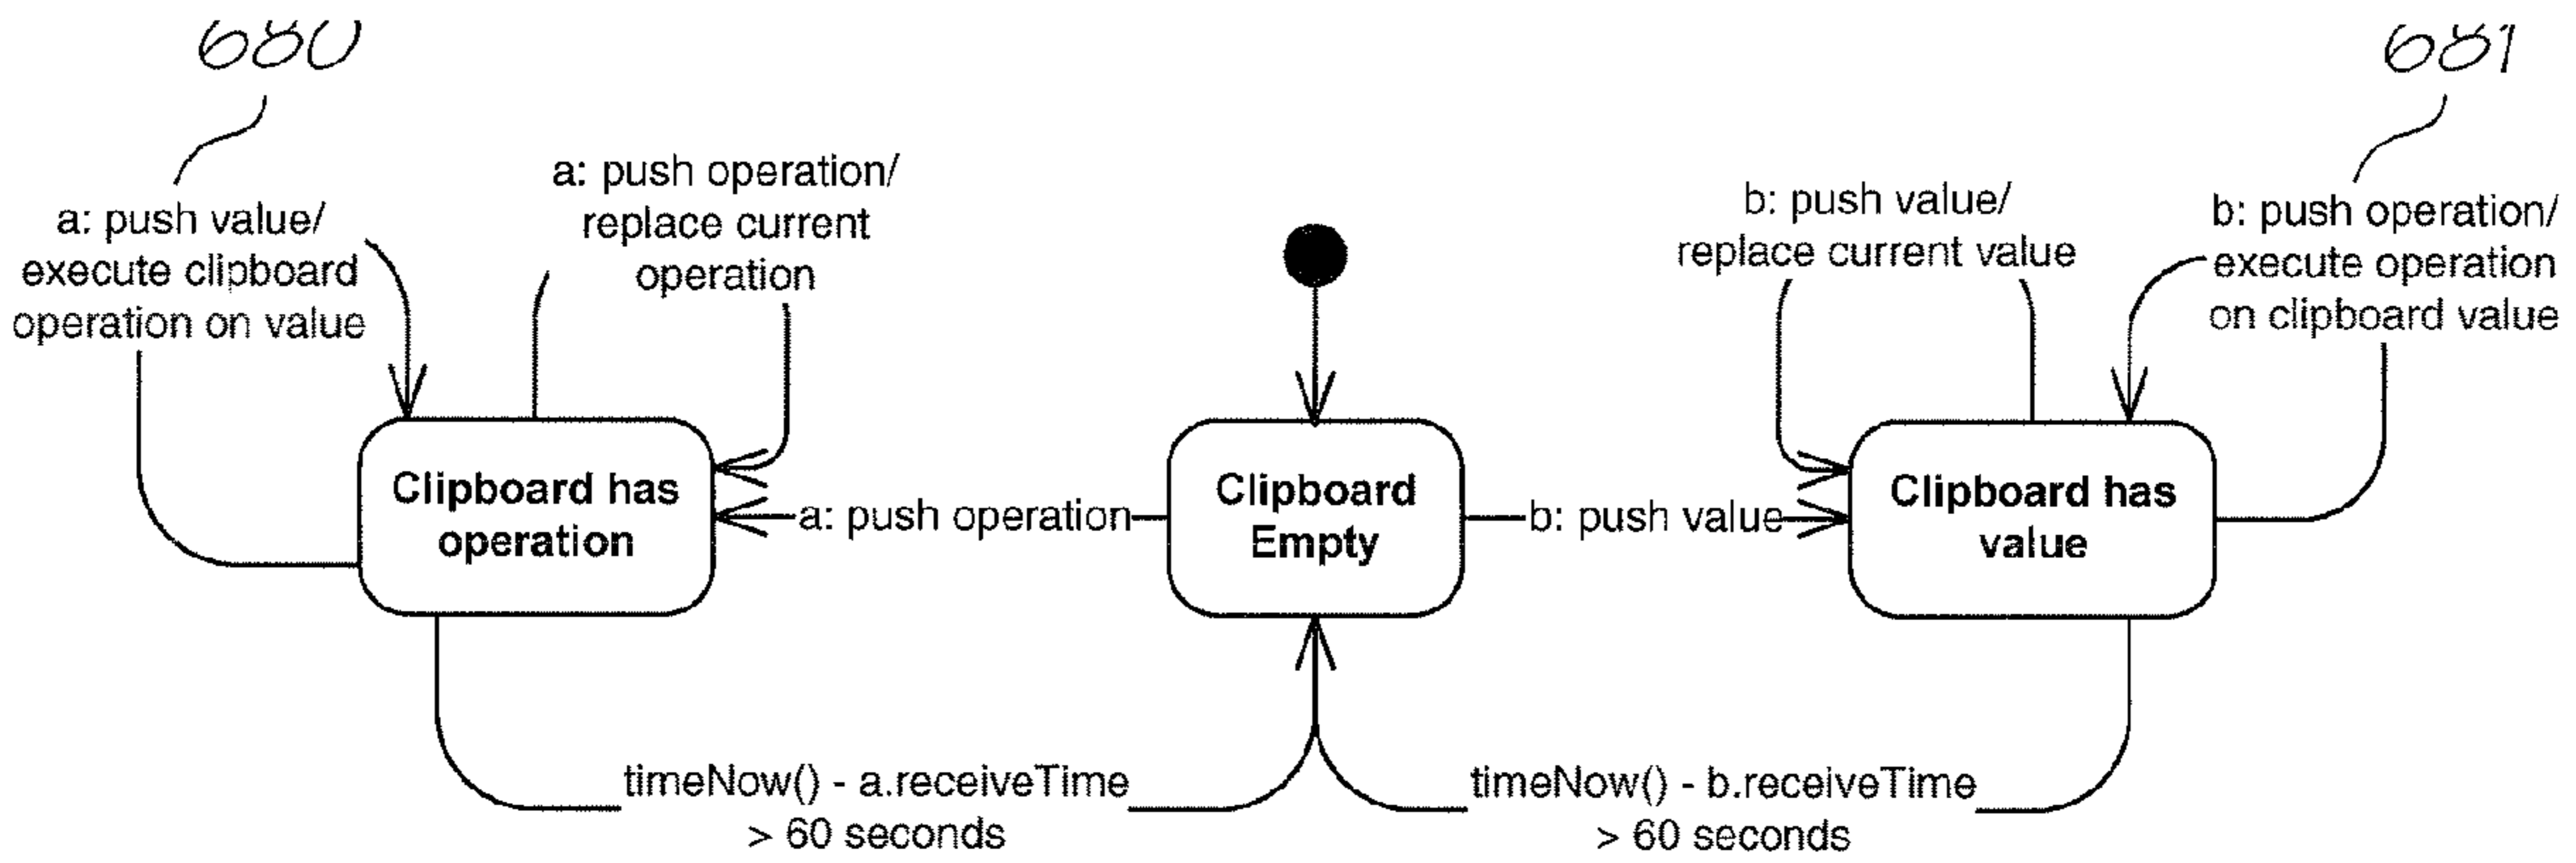 680
681
a: push value/
execute clipboard
operation on value
a: push operation/
replace current
operation
b: push value/
replace current value
b: push operation/
execute operation
on clipboard value
Clipboard has
operation
a: push operation
Clipboard
Empty
b: push value
Clipboard has
value
timeNow() - a.receiveTime
> 60 seconds
timeNow() - b.receiveTime
> 60 seconds